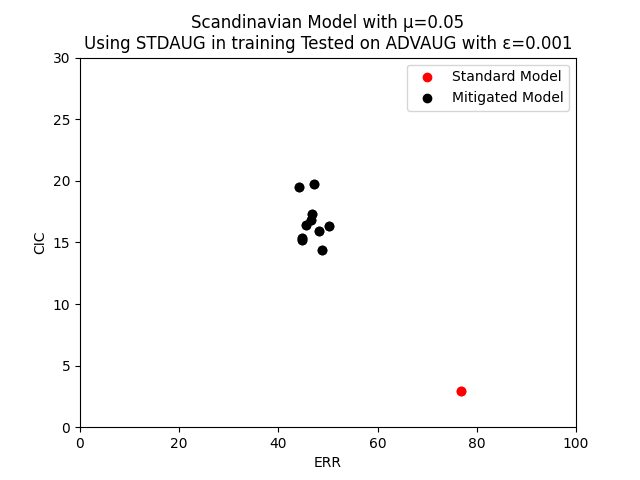 Scandinavian Model with μ=0.05
Using STDAUG in training Tested on ADVAUG with ε=0.001
30
25
20
15
10
5
0
CIC
Standard Model
Mitigated Model
0 20 40 60 80 100
ERR